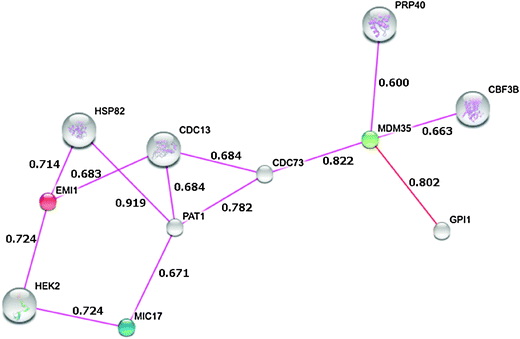 PRP40
0.600
CBF3B
HSP82
CDC13
MDM35
0.663
0.714
0.684
CDC73
0.822
0.683
0.684
0.802
EMI1
0.919
0.782
PAT1
GPI1
0.724
0.671
HEK2
0.724
MIC17